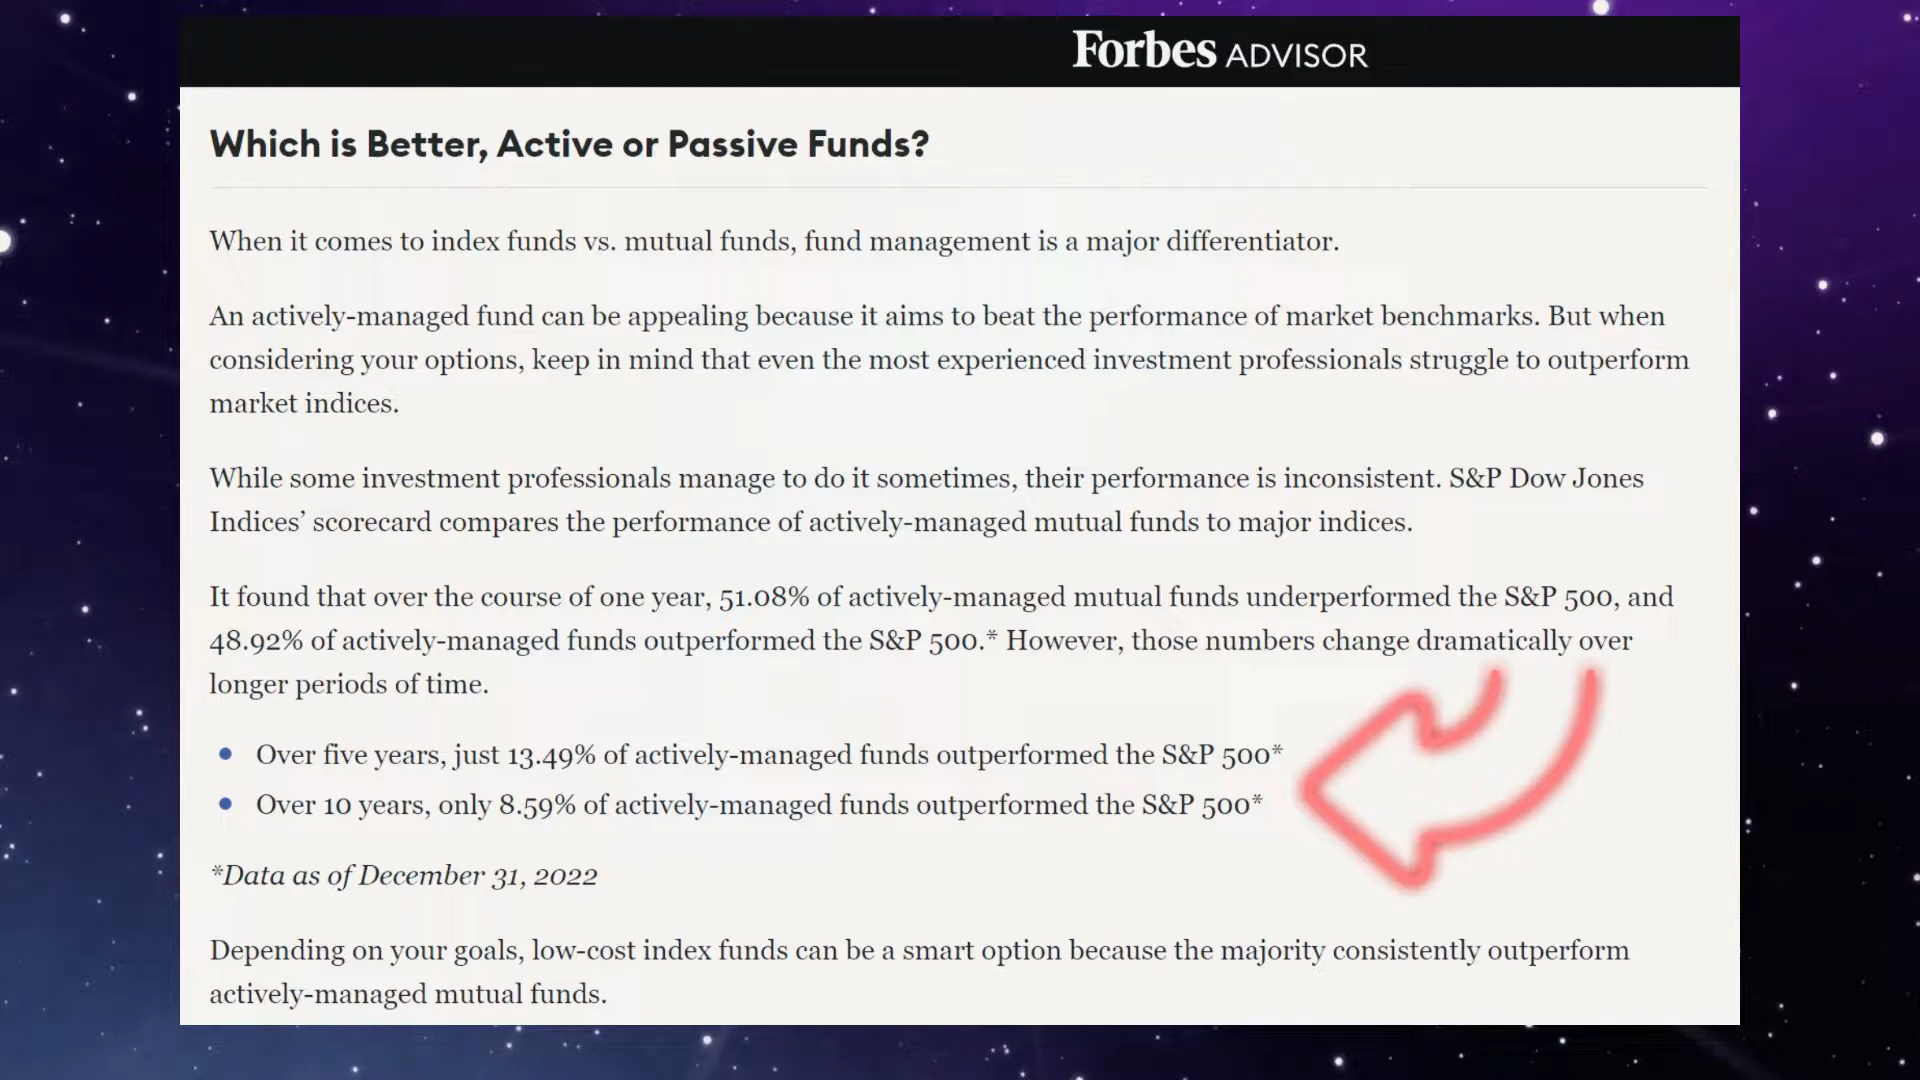 Forbes ADVISOR
Which is Better, Active or Passive Funds?
When it comes to index funds vs. mutual funds, fund management is a major differentiator.
An actively-managed fund can be appealing because it aims to beat the performance of market benchmarks. But when
considering your options, keep in mind that even the most experienced investment professionals struggle to outperform
market indices.
While some investment professionals manage to do it sometimes, their performance is inconsistent. S&P Dow Jones
Indices’ scorecard compares the performance of actively-managed mutual funds to major indices.
It found that over the course of one year, 51.08% of actively-managed mutual funds underperformed the S&P 500, and
48.92% of actively-managed funds outperformed the S&P 500.* However, those numbers change dramatically over
longer periods of time.
• Over five years, just 13.49% of actively-managed funds outperformed the S&P 500*
• Over 10 years, only 8.59% of actively-managed funds outperformed the S&P 500*
*Data as of December 31, 2022
Depending on your goals, low-cost index funds can be a smart option because the majority consistently outperform
actively-managed mutual funds.